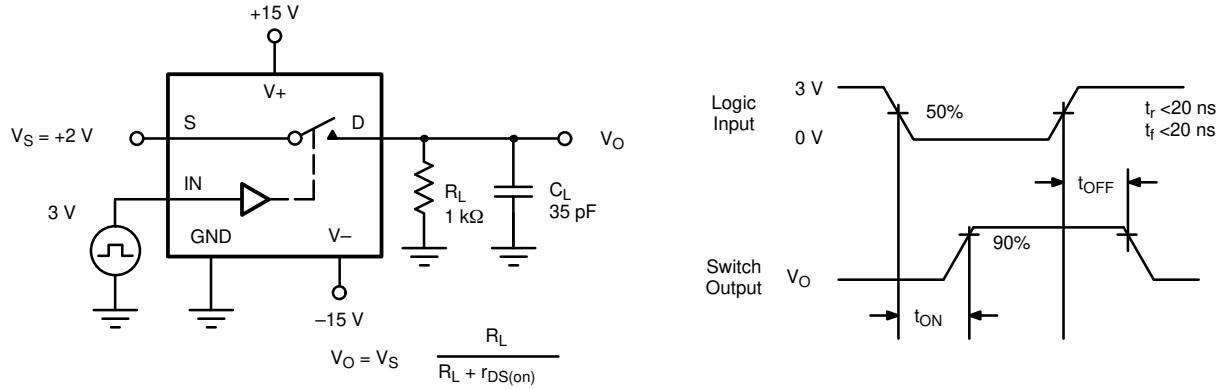 +15 V
V+
S
D
V_S = +2 V
V_O
IN
R_L
1 kΩ
C_L
35 pF
3 V
GND
V–
–15 V
V_O = V_S R_L / R_L + r_DS(on)
Logic
Input
3 V
0 V
50%
t_r <20 ns
t_f <20 ns
t_OFF
Switch
Output
V_O
90%
t_ON